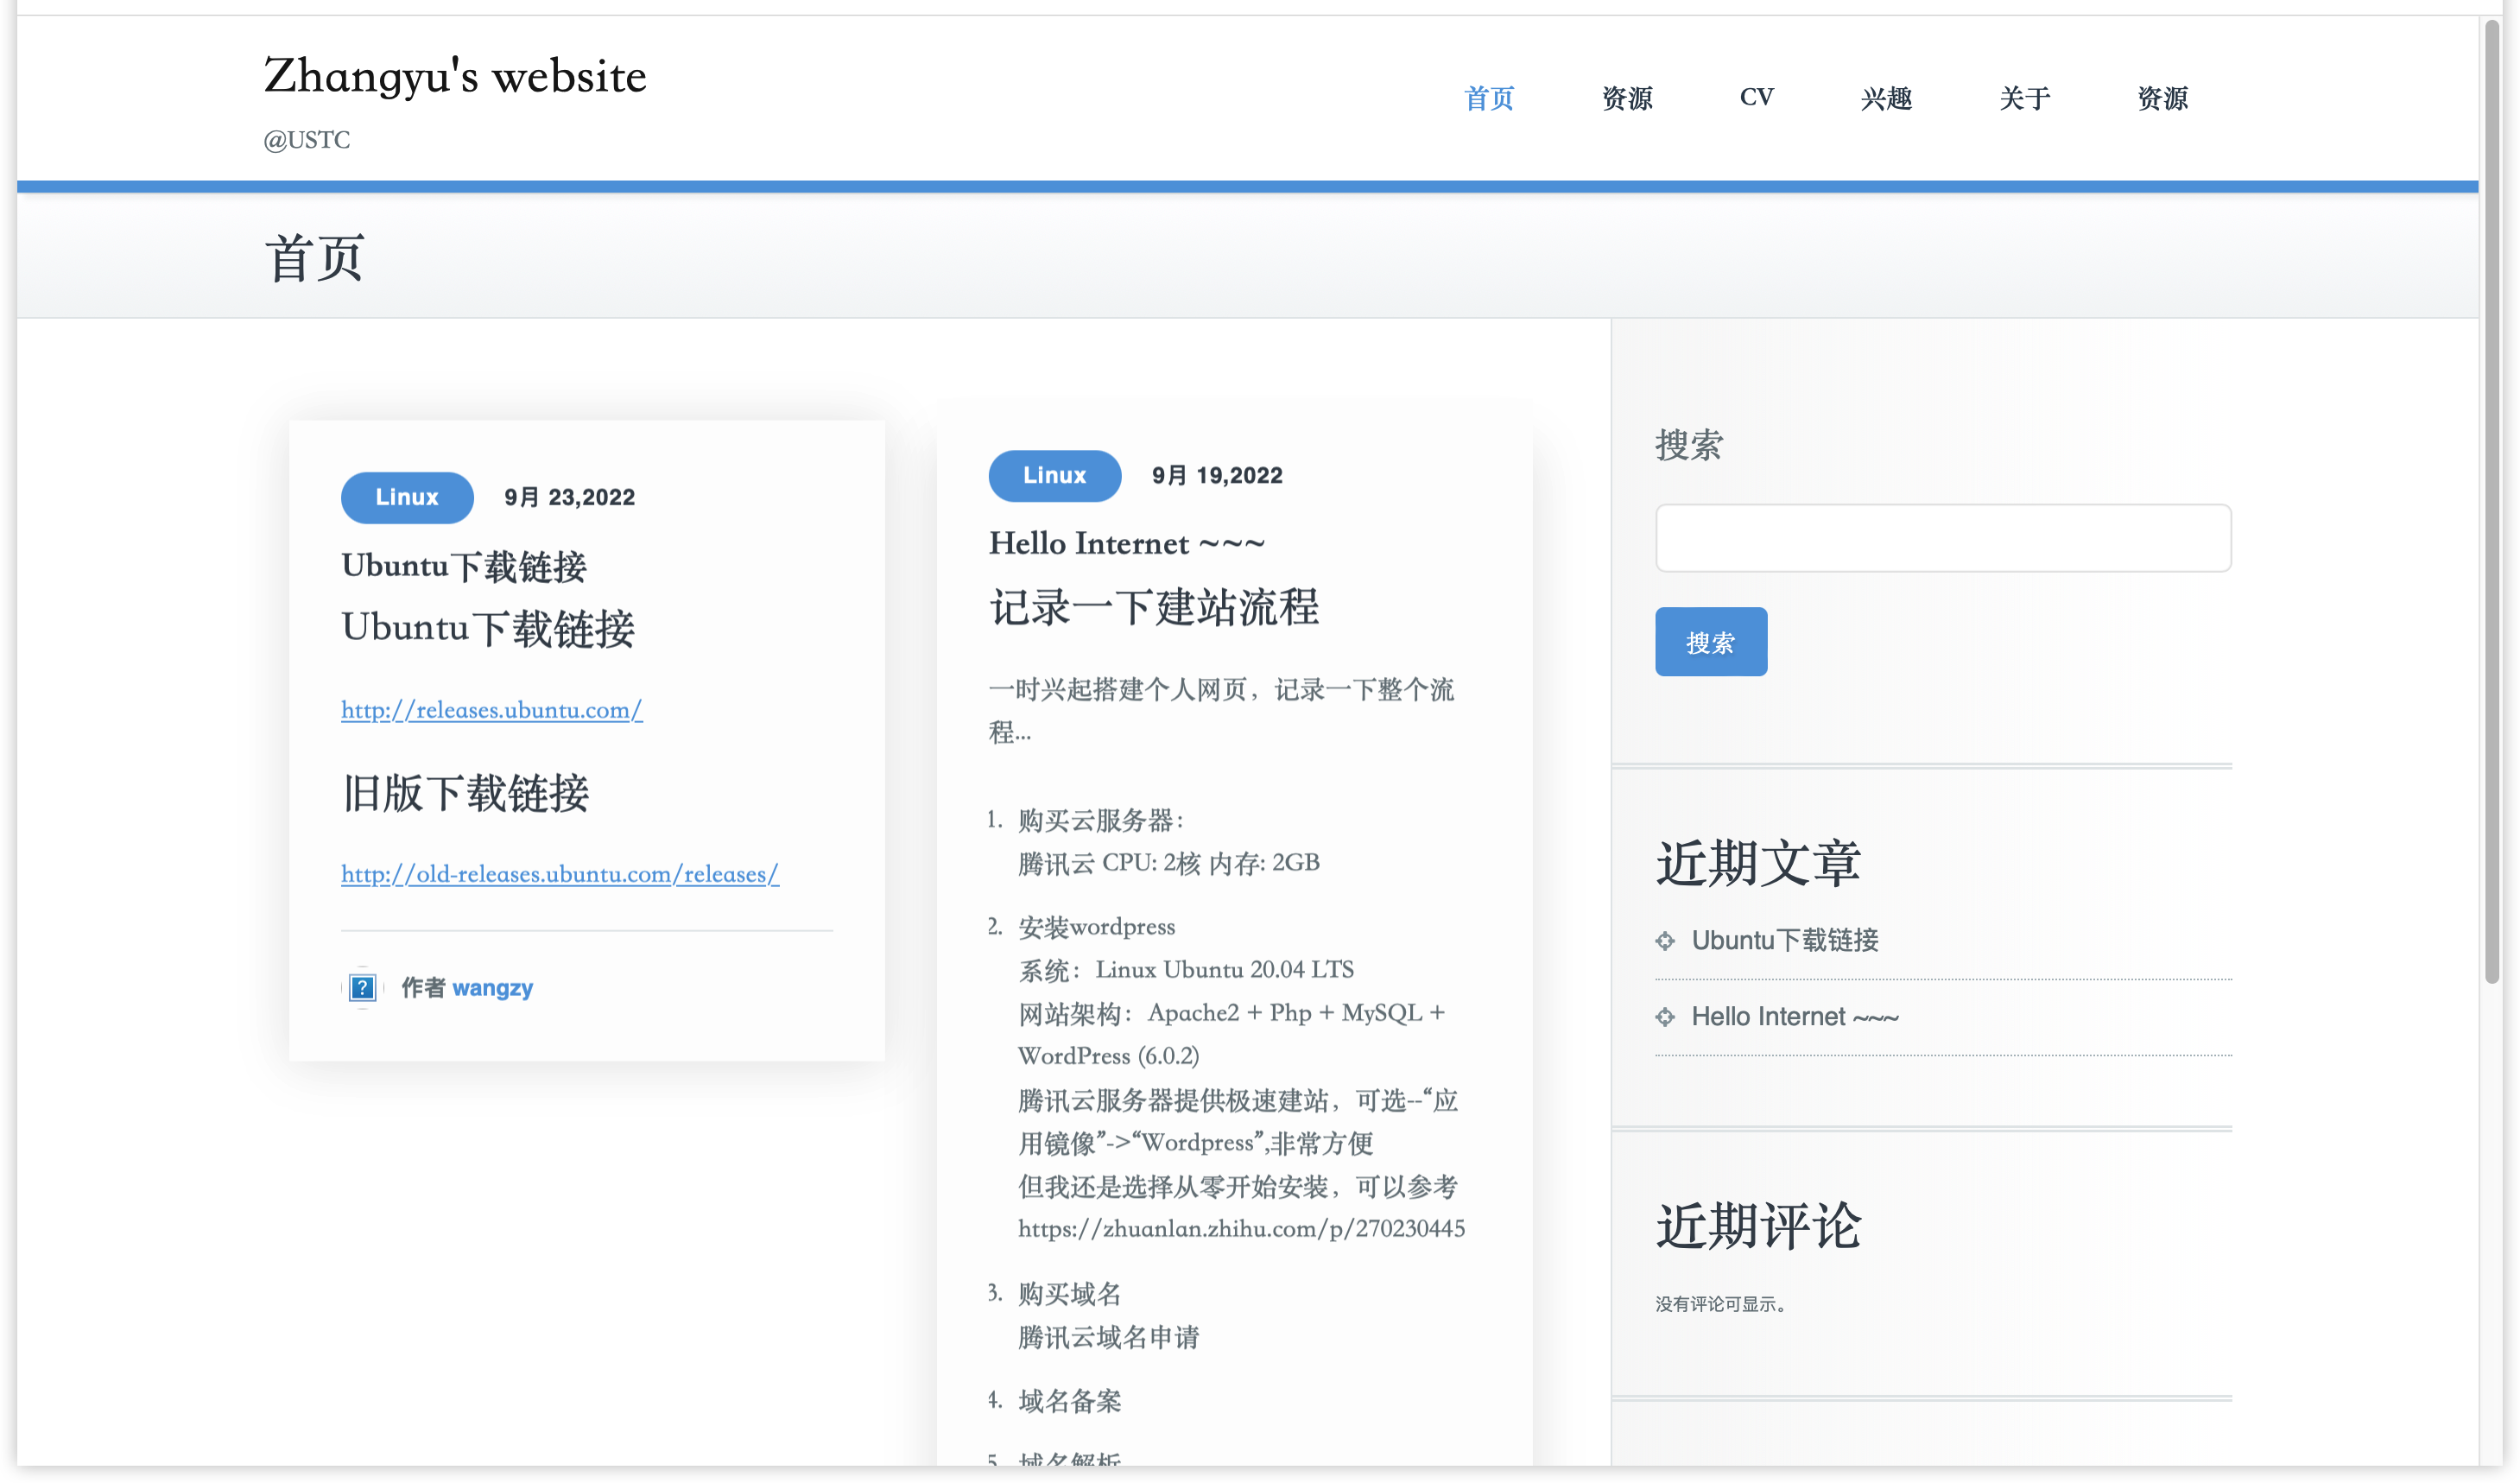 Zhangyu's website
@USTC
首页 资源 CV 兴趣 关于 资源
首页
Linux 9月 23,2022
Ubuntu下载链接
Ubuntu下载链接
http://releases.ubuntu.com/
旧版下载链接
http://old-releases.ubuntu.com/releases/
作者 wangzy
Linux 9月 19,2022
Hello Internet ~~~
记录一下建站流程
一时兴起搭建个人网页，记录一下整个流
程...
1. 购买云服务器：
腾讯云 CPU: 2核 内存: 2GB
2. 安装wordpress
系统：Linux Ubuntu 20.04 LTS
网站架构：Apache2 + Php + MySQL +
WordPress (6.0.2)
腾讯云服务器提供极速建站，可选--“应
用镜像”->“Wordpress”,非常方便
但我还是选择从零开始安装，可以参考
https://zhuanlan.zhihu.com/p/270230445
3. 购买域名
腾讯云域名申请
4. 域名备案
5. 域名解析
搜索
搜索
近期文章
Ubuntu下载链接
Hello Internet ~~~
近期评论
没有评论可显示。